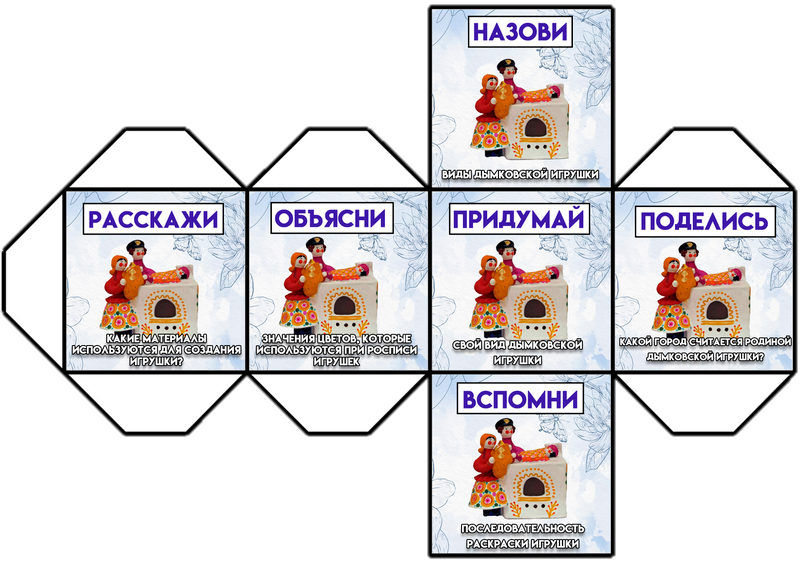 НАЗОВИ
ВИДЫ ДЫМКОВСКОЙ ИГРУШКИ
РАССКАЖИ
КАКИЕ МАТЕРИАЛЫ
ИСПОЛЬЗУЮТСЯ ДЛЯ СОЗДАНИЯ
ИГРУШКИ?
ОБЪЯСНИ
ЗНАЧЕНИЯ ЦВЕТОВ, КОТОРЫЕ
ИСПОЛЬЗУЮТСЯ ПРИ РОСПИСИ
ИГРУШЕК
ПРИДУМАЙ
СВОЙ ВИД ДЫМКОВСКОЙ
ИГРУШКИ
ПОДЕЛИСЬ
КАКОЙ ГОРОД СЧИТАЕТСЯ РОДИНОЙ
ДЫМКОВСКОЙ ИГРУШКИ?
ВСПОМНИ
ПОСЛЕДОВАТЕЛЬНОСТЬ
РАСКРАСКИ ИГРУШКИ